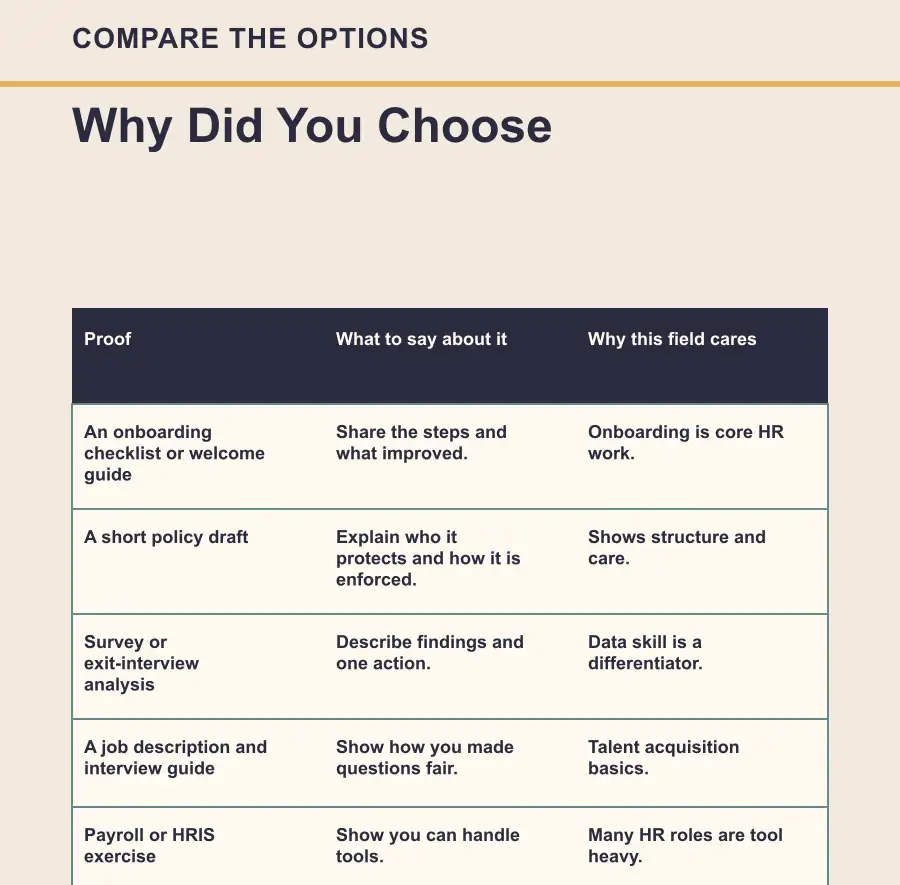 COMPARE THE OPTIONS
Why Did You Choose
Proof
What to say about it
Why this field cares
An onboarding
checklist or welcome
guide
Share the steps and
what improved.
Onboarding is core HR
work.
A short policy draft
Explain who it
protects and how it is
enforced.
Shows structure and
care.
Survey or
exit-interview
analysis
Describe findings and
one action.
Data skill is a
differentiator.
A job description and
interview guide
Show how you made
questions fair.
Talent acquisition
basics.
Payroll or HRIS
exercise
Show you can handle
tools.
Many HR roles are tool
heavy.